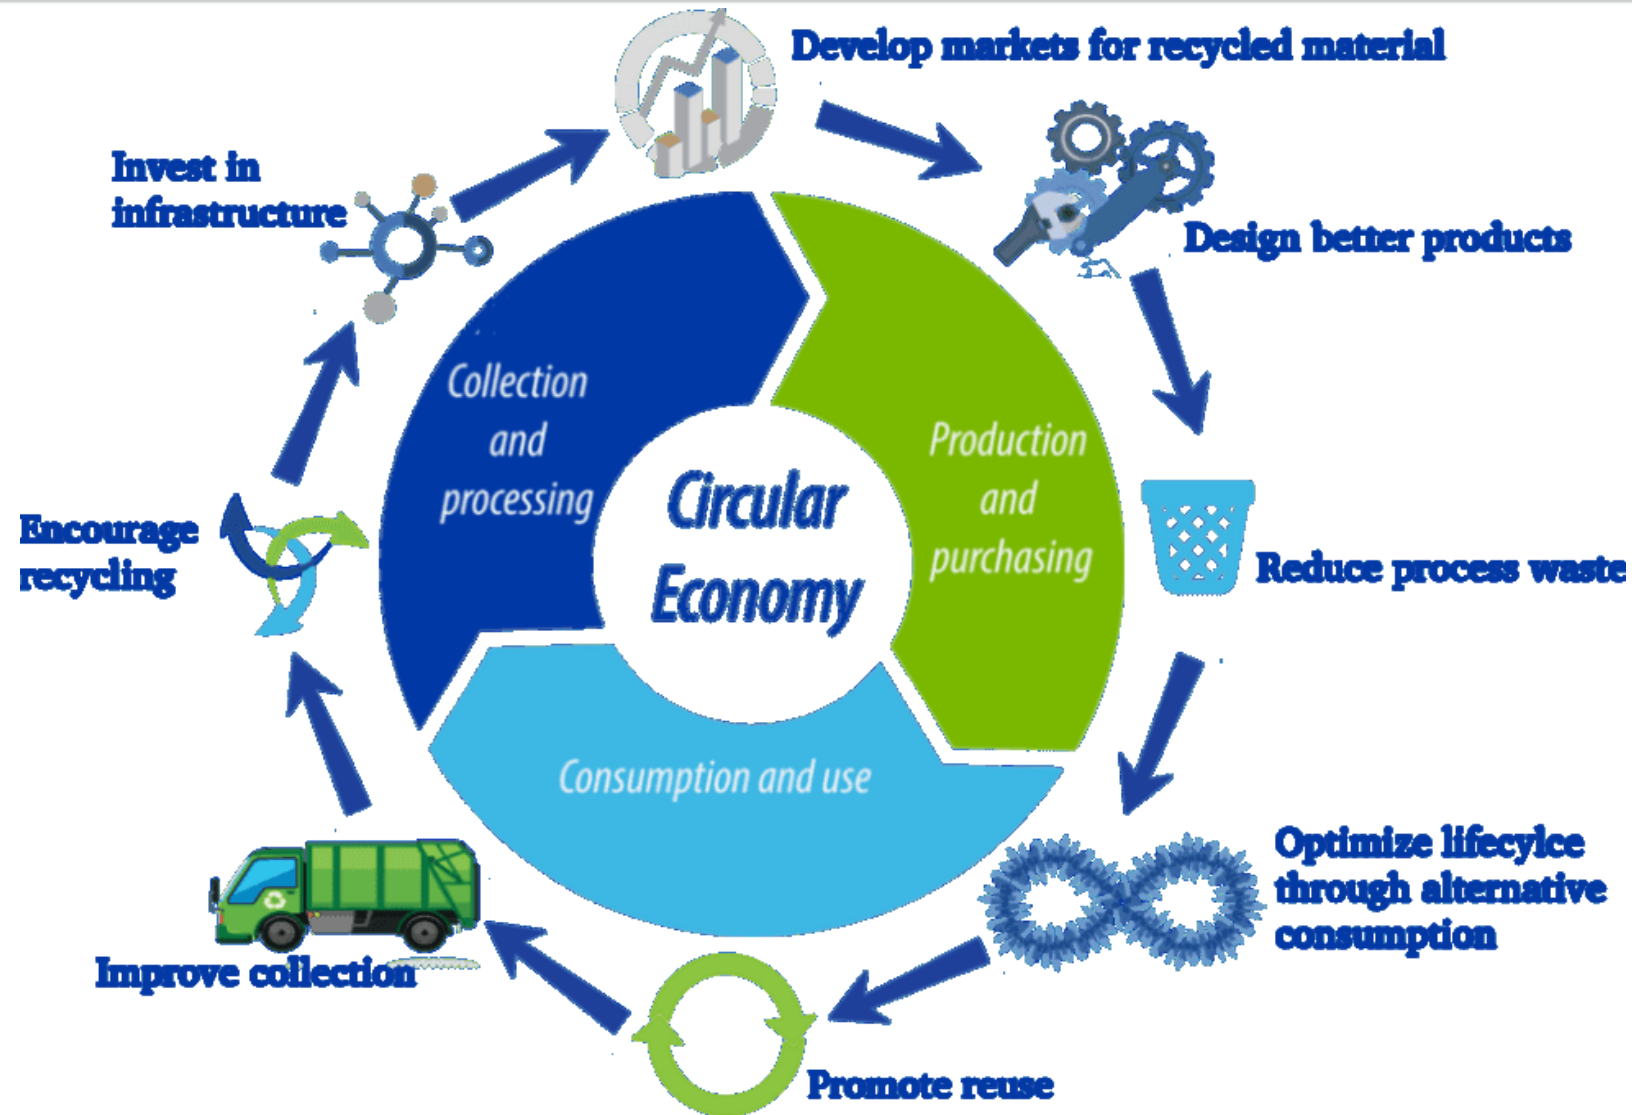 Develop markets for recycled material
Design better products
Reduce process waste
Optimize lifecylce
through alternative
consumption
Promote reuse
Improve collection
Encourage
recycling
Invest in
infrastructure
Collection
and
processing
Production
and
purchasing
Consumption and use
Circular
Economy